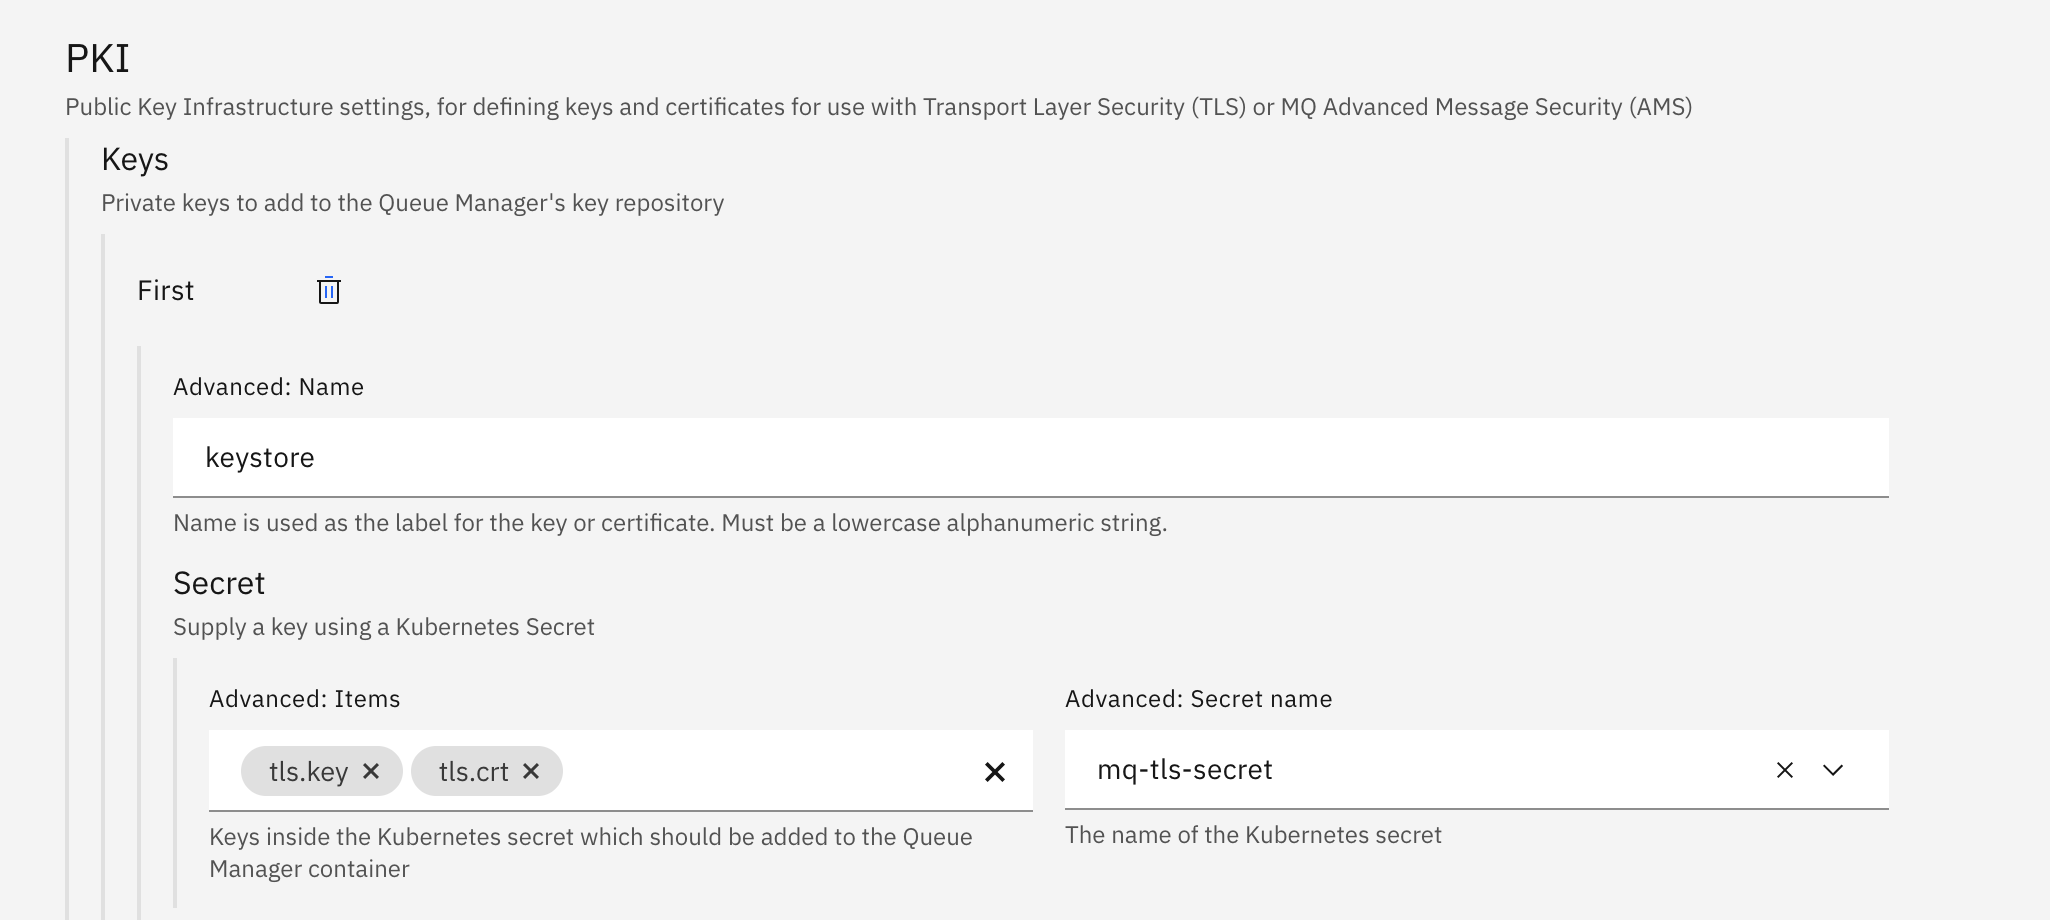 PKI
Public Key Infrastructure settings, for defining keys and certificates for use with Transport Layer Security (TLS) or MQ Advanced Message Security (AMS)
Keys
Private keys to add to the Queue Manager's key repository
First
Advanced: Name
keystore
Name is used as the label for the key or certificate. Must be a lowercase alphanumeric string.
Secret
Supply a key using a Kubernetes Secret
Advanced: Items
tls.key tls.crt
Keys inside the Kubernetes secret which should be added to the Queue
Manager container
Advanced: Secret name
mq-tls-secret
The name of the Kubernetes secret